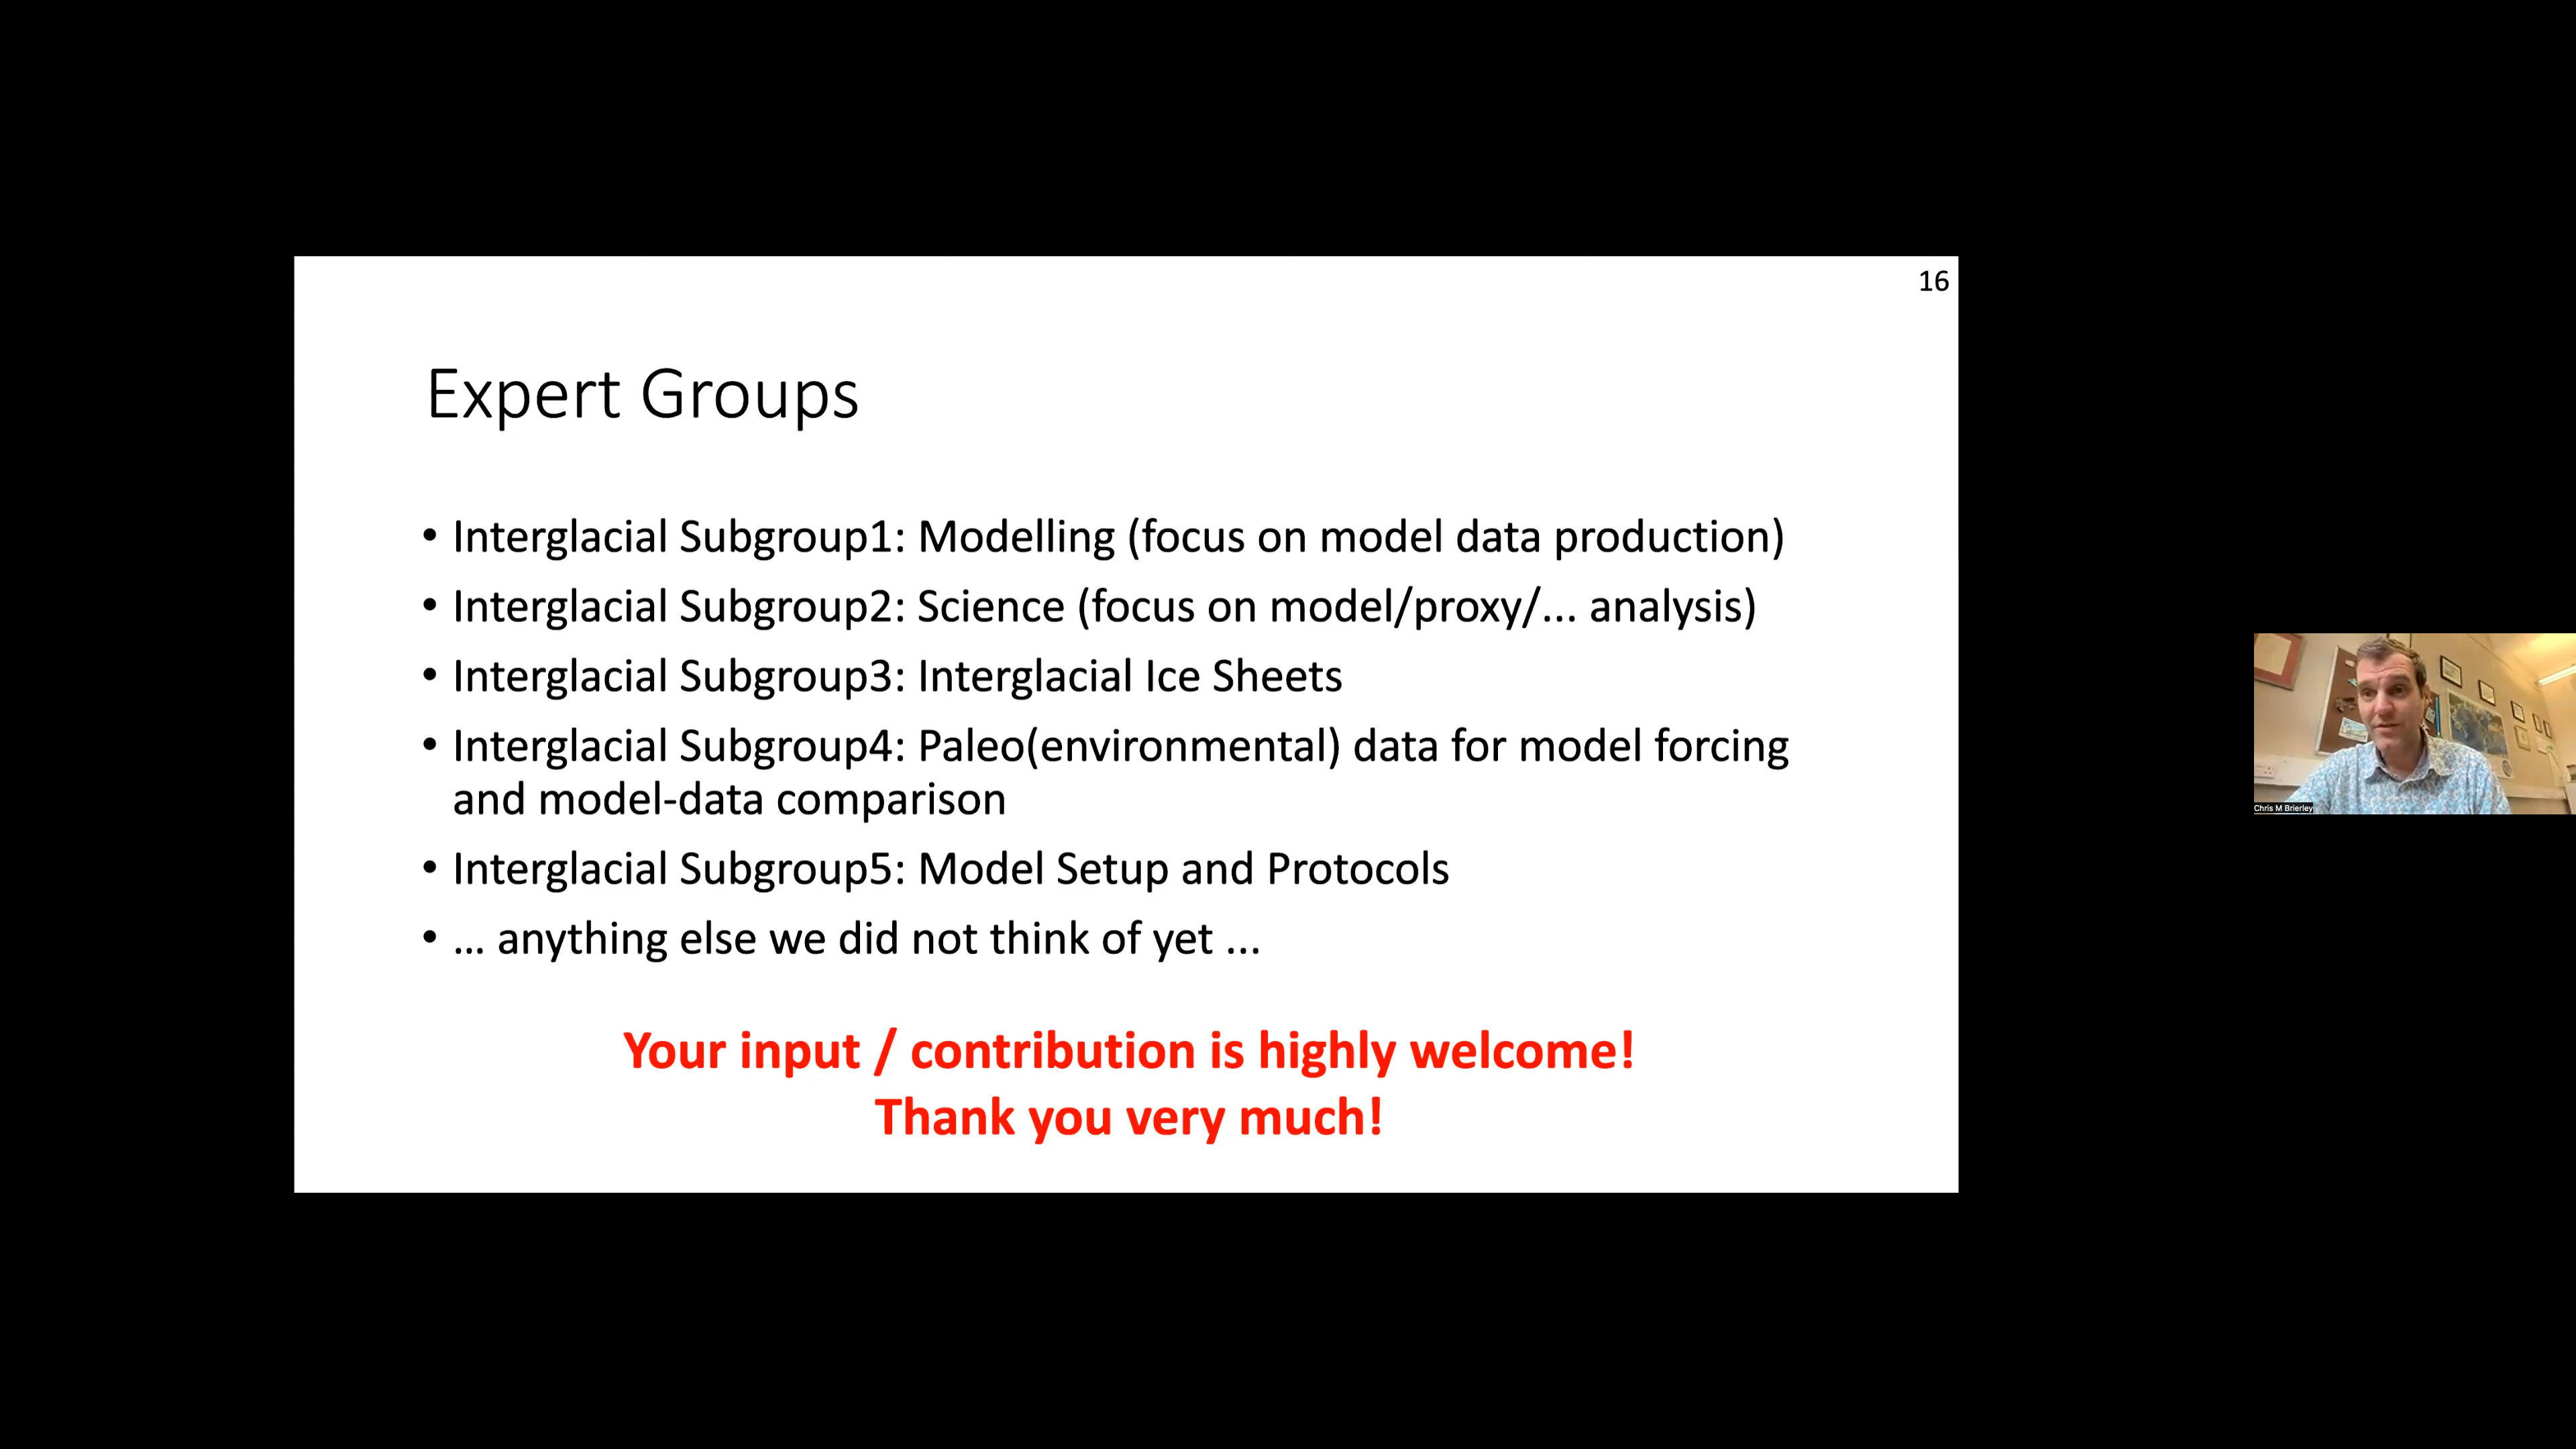 16
Expert Groups
• Interglacial Subgroup1: Modelling (focus on model data production)
• Interglacial Subgroup2: Science (focus on model/proxy/... analysis)
• Interglacial Subgroup3: Interglacial Ice Sheets
• Interglacial Subgroup4: Paleo(environmental) data for model forcing
and model-data comparison
• Interglacial Subgroup5: Model Setup and Protocols
• ... anything else we did not think of yet ...
Your input / contribution is highly welcome!
Thank you very much!
Chris M Brierley